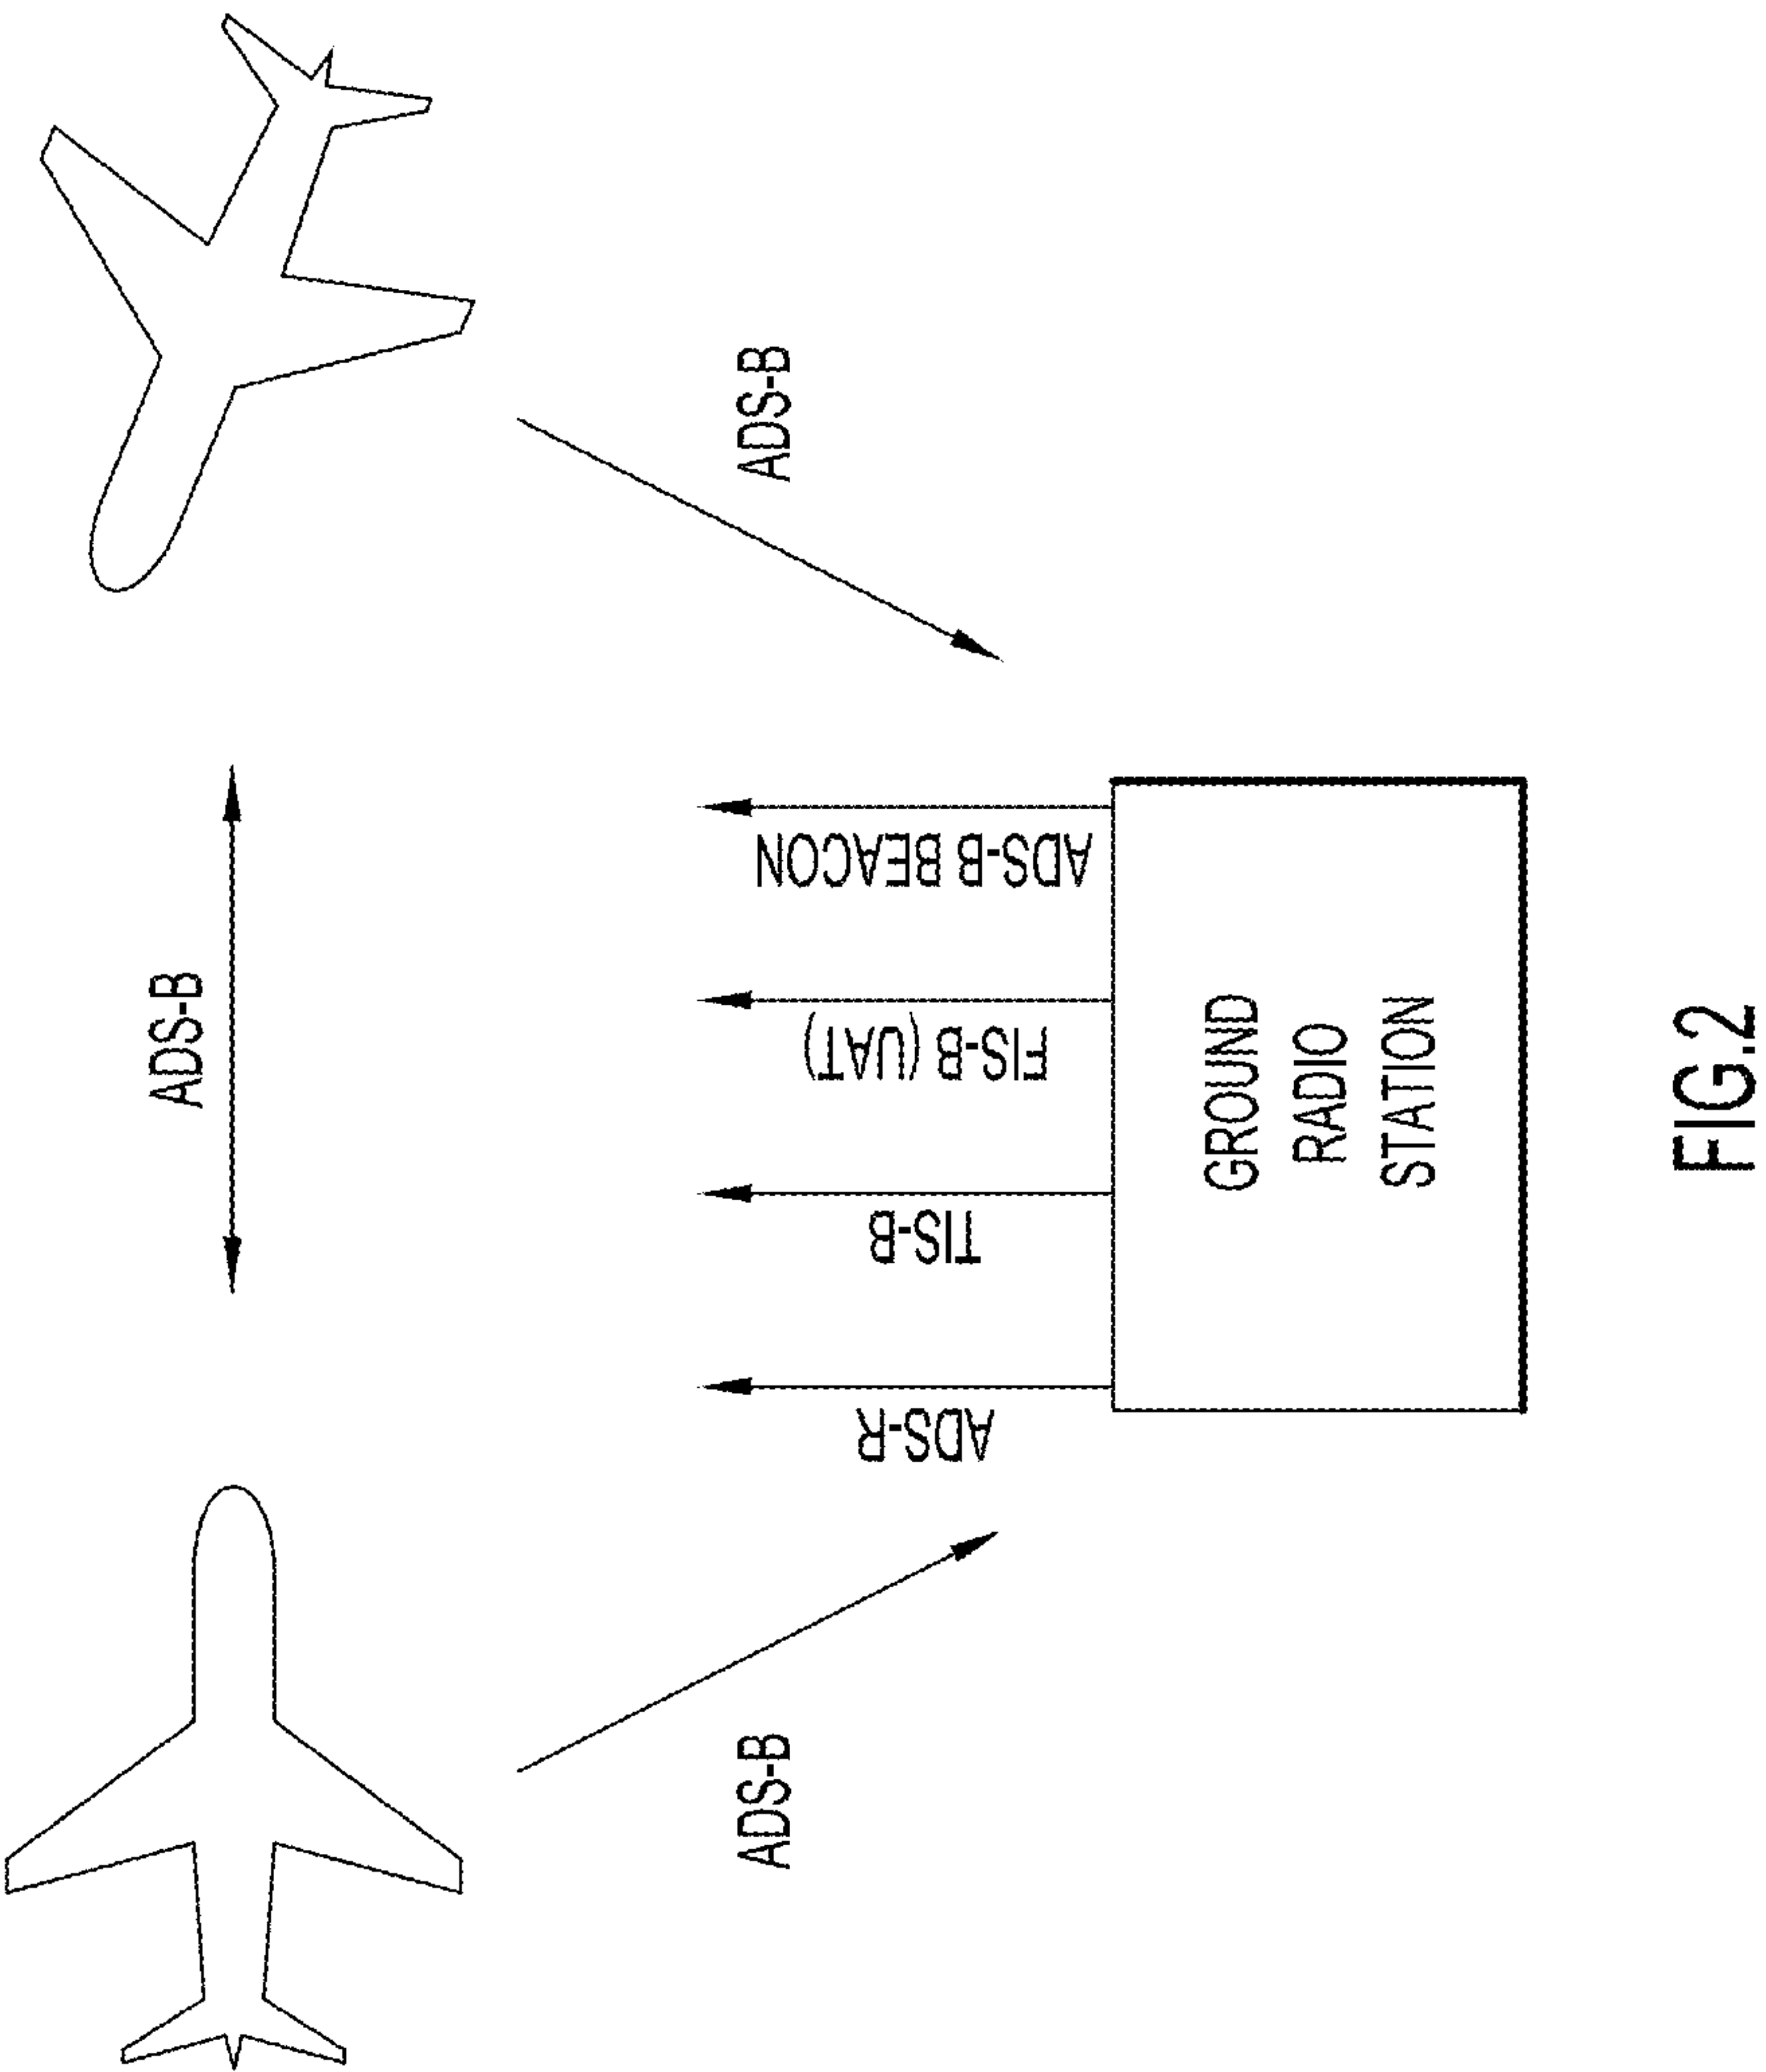 ADS-B
ADS-B
ADS-B
ADS-R
TIS-B
FIS-B (UAT)
ADS-B BEACON
GROUND
RADIO
STATION
FIG.2